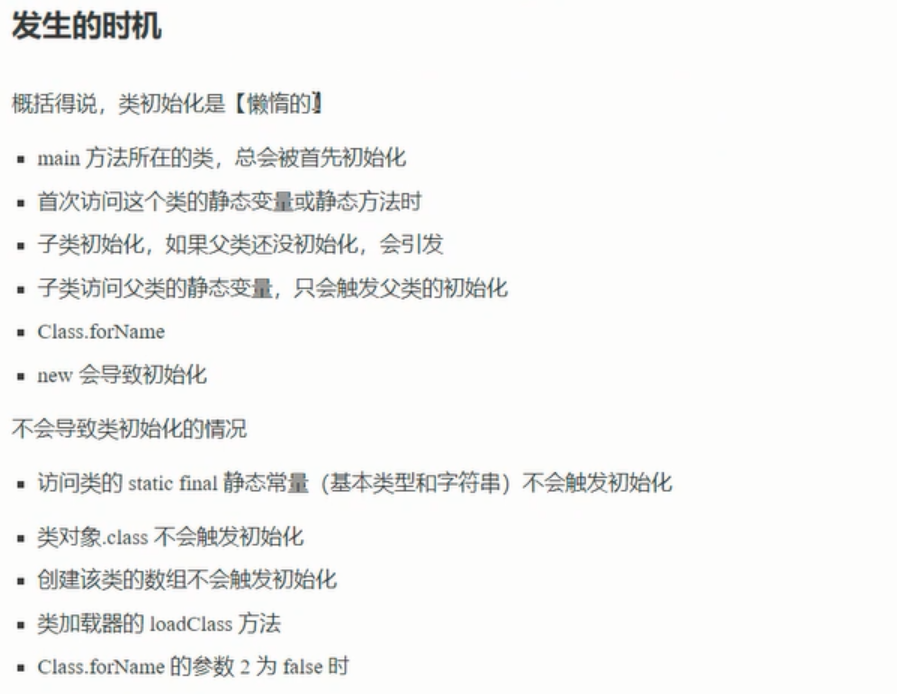 发生的时机
概括得说，类初始化是【懒惰的】
▪ main 方法所在的类，总会被首先初始化
▪ 首次访问这个类的静态变量或静态方法时
▪ 子类初始化，如果父类还没初始化，会引发
▪ 子类访问父类的静态变量，只会触发父类的初始化
▪ Class.forName
▪ new 会导致初始化
不会导致类初始化的情况
▪ 访问类的 static final 静态常量（基本类型和字符串）不会触发初始化
▪ 类对象.class 不会触发初始化
▪ 创建该类的数组不会触发初始化
▪ 类加载器的 loadClass 方法
▪ Class.forName 的参数 2 为 false 时